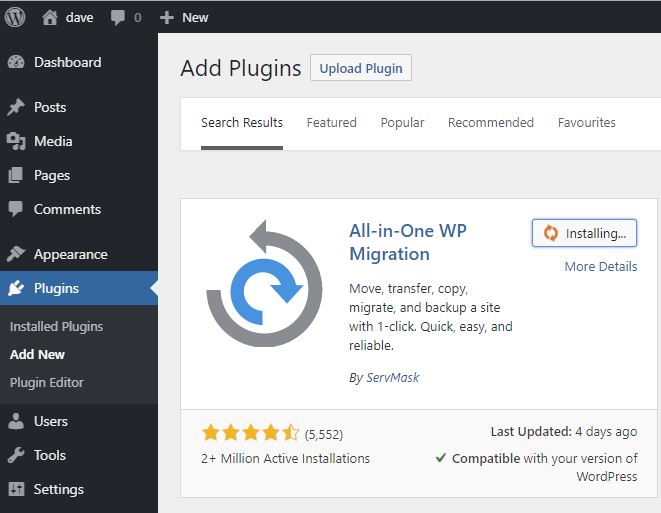 dave 0 New
Dashboard
Posts
Media
Pages
Comments
Appearance
Plugins
Installed Plugins
Add New
Plugin Editor
Users
Tools
Settings
Add Plugins Upload Plugin
Search Results Featured Popular Recommended Favourites
All-in-One WP
Migration
Installing...
More Details
Move, transfer, copy,
migrate, and backup a site
with 1-click. Quick, easy, and
reliable.
By ServMask
(5,552)
2+ Million Active Installations
Last Updated: 4 days ago
Compatible with your version of
WordPress